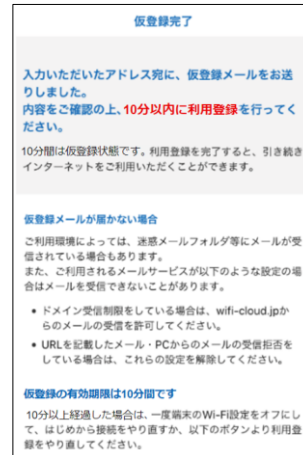 仮登録完了
入力いただいたアドレス宛に、仮登録メールをお送
りしました。
内容をご確認の上、10分以内に利用登録を行ってく
ださい。
10分間は仮登録状態です。利用登録を完了すると、引き続き
インターネットをご利用いただくことができます。
仮登録メールが届かない場合
ご利用環境によっては、迷惑メールフォルダ等にメールが受
信されている場合もあります。
また、ご利用されるメールサービスが以下のような設定の場
合はメールを受信できないことがあります。
• ドメイン受信制限をしている場合は、wifi-cloud.jpか
らのメールの受信を許可してください。
• URLを記載したメール・PCからのメールの受信拒否を
している場合は、これらの設定を解除してください。
仮登録の有効期限は10分間です
10分以上経過した場合は、一度端末のWi-Fi設定をオフにし
て、はじめから接続をやり直すか、以下のボタンより利用登
録をやり直してください。